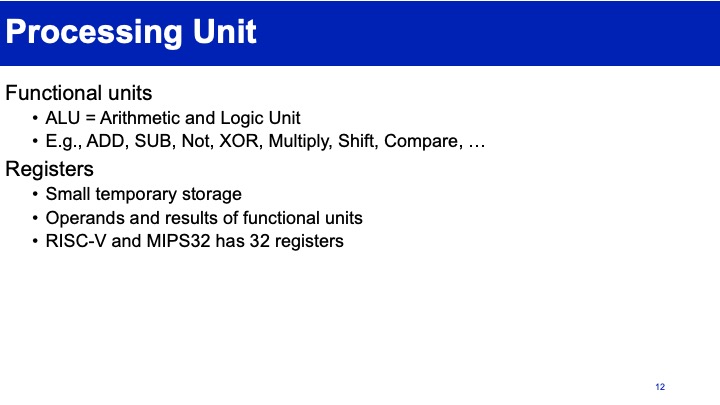 Processing Unit
Functional units
• ALU = Arithmetic and Logic Unit
• E.g., ADD, SUB, Not, XOR, Multiply, Shift, Compare, …
Registers
• Small temporary storage
• Operands and results of functional units
• RISC-V and MIPS32 has 32 registers
12